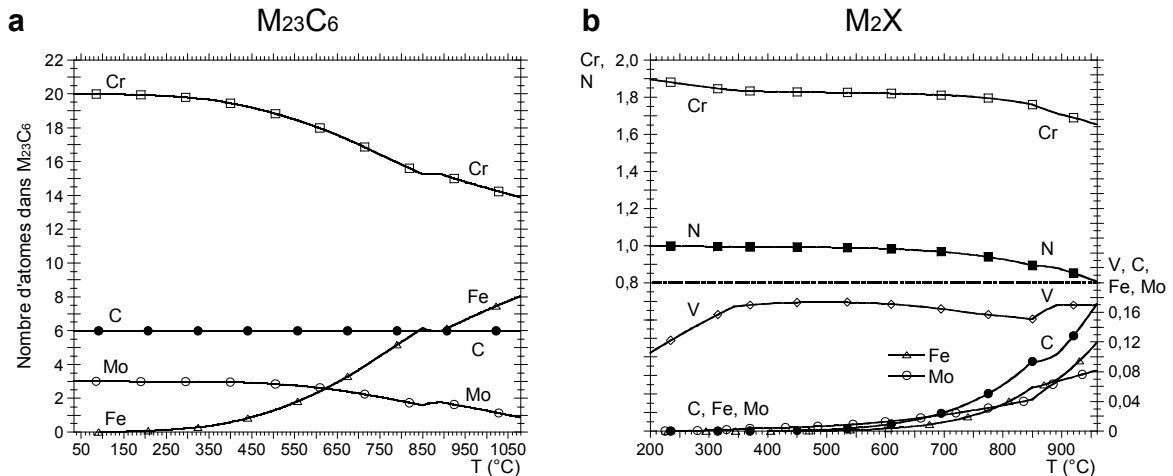 a
M23C6
Nombre d'atomes dans M23C6
22
20
18
16
14
12
10
8
6
4
2
0
Cr
Cr
C
Fe
C
Mo
Mo
Fe
50 150 250 350 450 550 650 750 850 950 1050
T (°C)
b
M2X
Cr,
N
2,0
1,8
1,6
1,4
1,2
1,0
0,8
Cr
Cr
N
N
V, C,
Fe, Mo
V
V
C
Fe
Mo
C, Fe, Mo
0,16
0,12
0,08
0,04
0
200 300 400 500 600 700 800 900
T (°C)